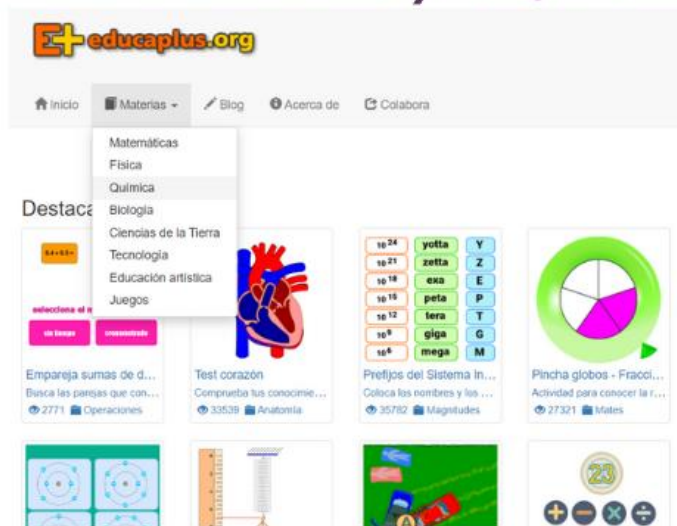 E+ educaplus.org
Inicio Materias Blog Acerca de Colabora
Matemáticas
Física
Química
Biología
Ciencias de la Tierra
Tecnología
Educación artística
Juegos
Destaca
selecciona el n
sin tiempo cronometrado
10²⁴ yotta Y
10²¹ zetta Z
10¹⁸ exa E
10¹⁵ peta P
10¹² tera T
10⁹ giga G
10⁶ mega M
Empareja sumas de d...
Busca las parejas que con...
2771 Operaciones
Test corazón
Comprueba tus conocimie...
33539 Anatomía
Prefijos del Sistema In...
Coloca los nombres y los ...
35782 Magnitudes
Pincha globos - Fracci...
Actividad para conocer la r...
27321 Mates
A
23
+ − × ÷